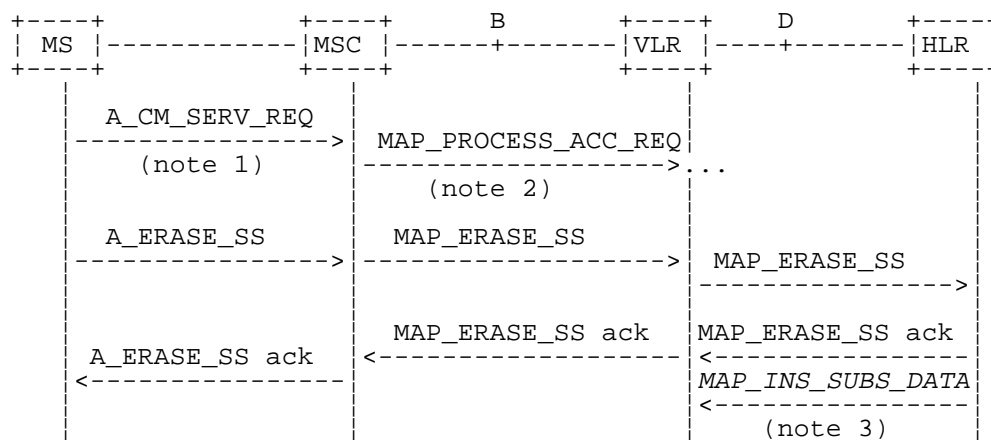 B D
MS MSC VLR HLR
A_CM_SERV_REQ
MAP_PROCESS_ACC_REQ
(note 1) ...
(note 2)
A_ERASE_SS MAP_ERASE_SS
MAP_ERASE_SS
MAP_ERASE_SS ack MAP_ERASE_SS ack
A_ERASE_SS ack
MAP_INS_SUBS_DATA
(note 3)